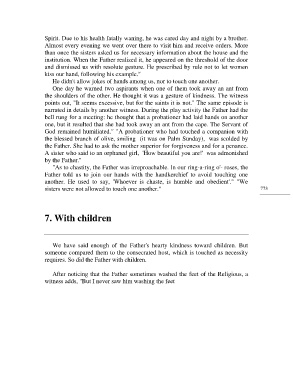 Spirit. Due to his health fatally waning, he was cared day and night by a brother.
Almost every evening we went over them to visit him and receive orders. More
than once the sisters asked us for necessary information about the house and the
institution. When the Father realized it, he appeared on the threshold of the door
and dismissed us with resolute gesture. He prescribed by rule not to let woman
kiss our hand, following his example."
He didn't allow jokes of hands among us, nor to touch one another.
One day he warned two aspirants when one of them took away an ant from
the shoulders of the other. He thought it was a gesture of kindness. The witness
points out, "It seems excessive, but for the saints it is not." The same episode is
narrated in details by another witness. During the play activity the Father had the
bell rung for a meeting: he thought that a probationer had laid hands on another
one, but it resulted that she had took away an ant from the cape. The Servant of
God remained humiliated." "A probationer who had touched a companion with
the blessed branch of olive, smiling (it was on Palm Sunday), was scolded by
the Father. She had to ask the mother superior for forgiveness and for a penance.
A sister who said to an orphaned girl, "How beautiful you are!" was admonished
by the Father."
"As to chastity, the Father was irreproachable. In our ring-a-ring o'- roses, the
Father told us to join our hands with the handkerchief to avoid touching one
another. He used to say, "Whoever is chaste, is humble and obedient'." "We
sisters were not allowed to touch one another."
7. With children
We have said enough of the Father's hearty kindness toward children. But
someone compared them to the consecrated host, which is touched as necessity
requires. So did the Father with children.
After noticing that the Father sometimes washed the feet of the Religious, a
witness adds, "But I never saw him washing the feet